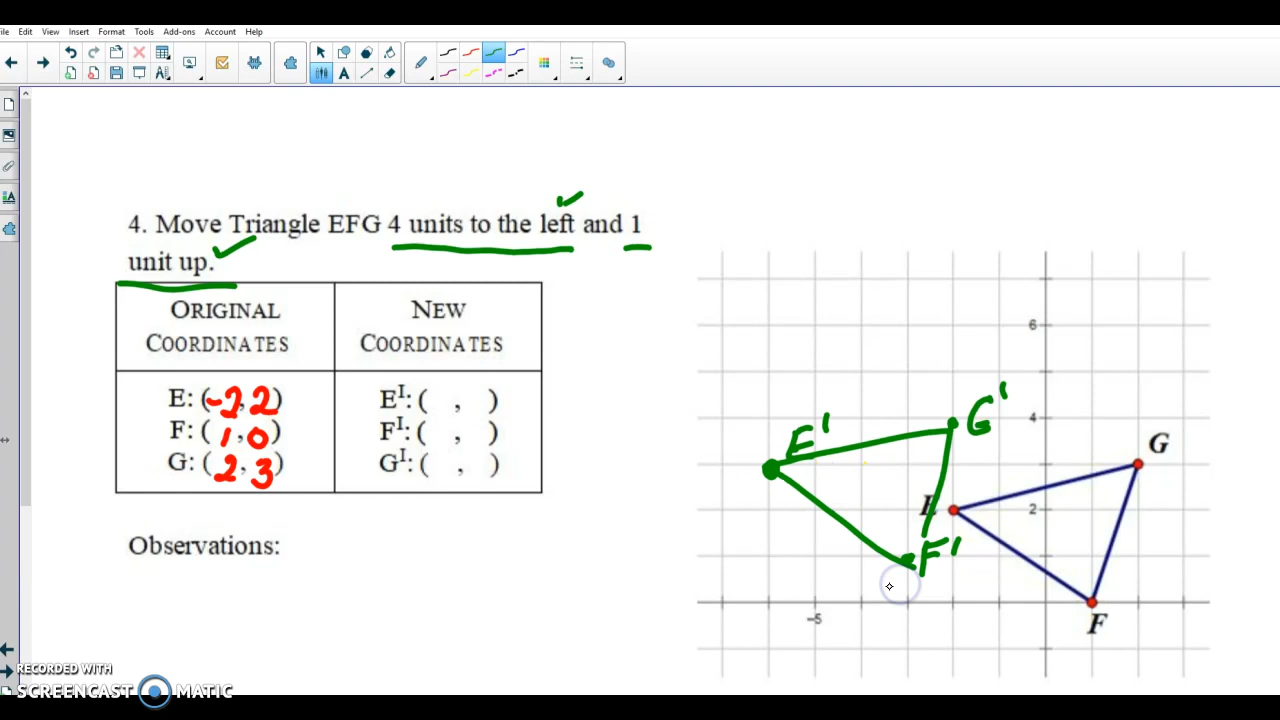 ile Edit View Insert Format Tools Add-ons Account Help
4. Move Triangle EFG 4 units to the left and 1
unit up.
ORIGINAL COORDINATES
NEW COORDINATES
E: (-2, 2)
F: (1, 0)
G: (2, 3)
E^I: ( , )
F^I: ( , )
G^I: ( , )
Observations:
6
4
2
-5
E'
G'
F'
E
G
F
RECORDED WITH
SCREENCAST MATIC